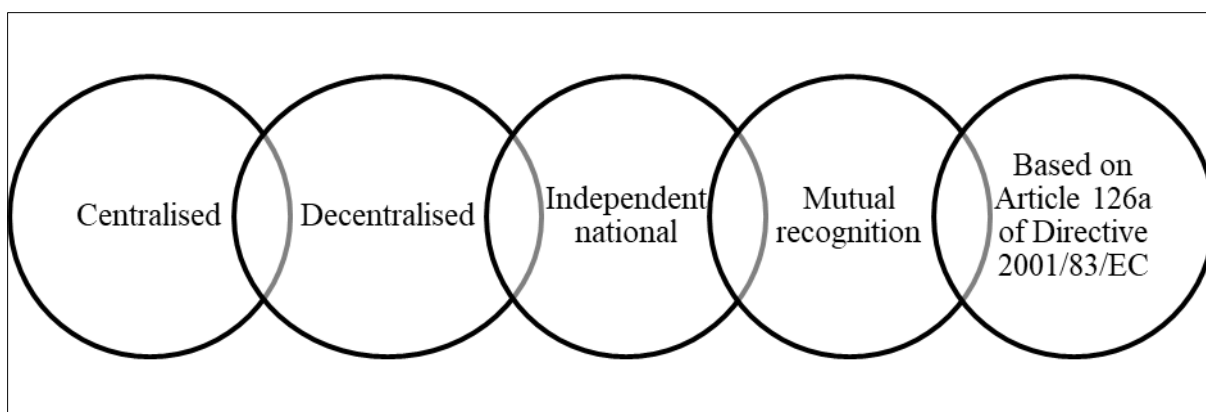 Centralised
Decentralised
Independent
national
Mutual
recognition
Based on
Article 126a
of Directive
2001/83/EC